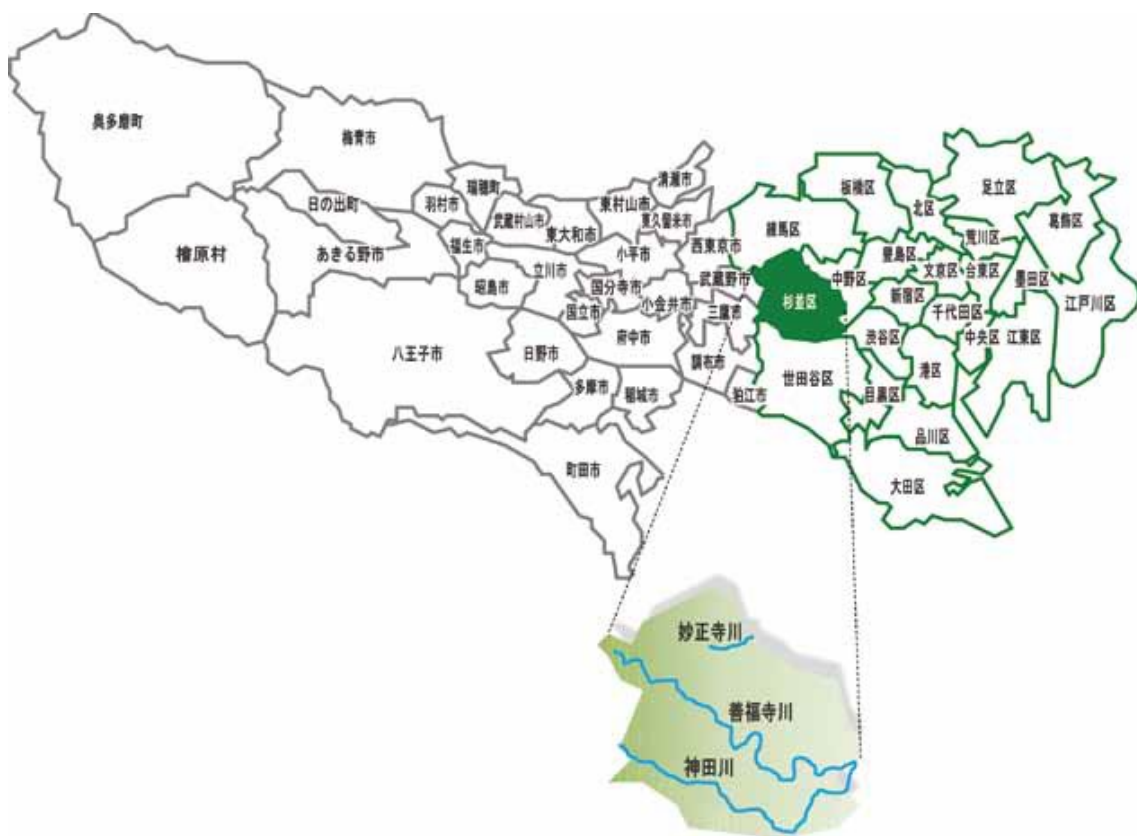 奥多摩町
梅青市
瑞穂町
清瀬市
板橋区
足立区
日の出町
羽村市
武蔵村山市
東村山市
東久留米市
北区
葛飾区
檜原村
あきる野市
福生市
東大和市
小平市
西東京市
練馬区
豊島区
荒川区
昭島市
立川市
国分寺市
武蔵野市
中野区
文京区
台東区
墨田区
国立市
小金井市
三鷹市
杉並区
新宿区
千代田区
江戸川区
八王子市
日野市
府中市
調布市
渋谷区
中央区
江東区
多摩市
稲城市
狛江市
世田谷区
目黒区
港区
町田市
品川区
大田区
妙正寺川
善福寺川
神田川